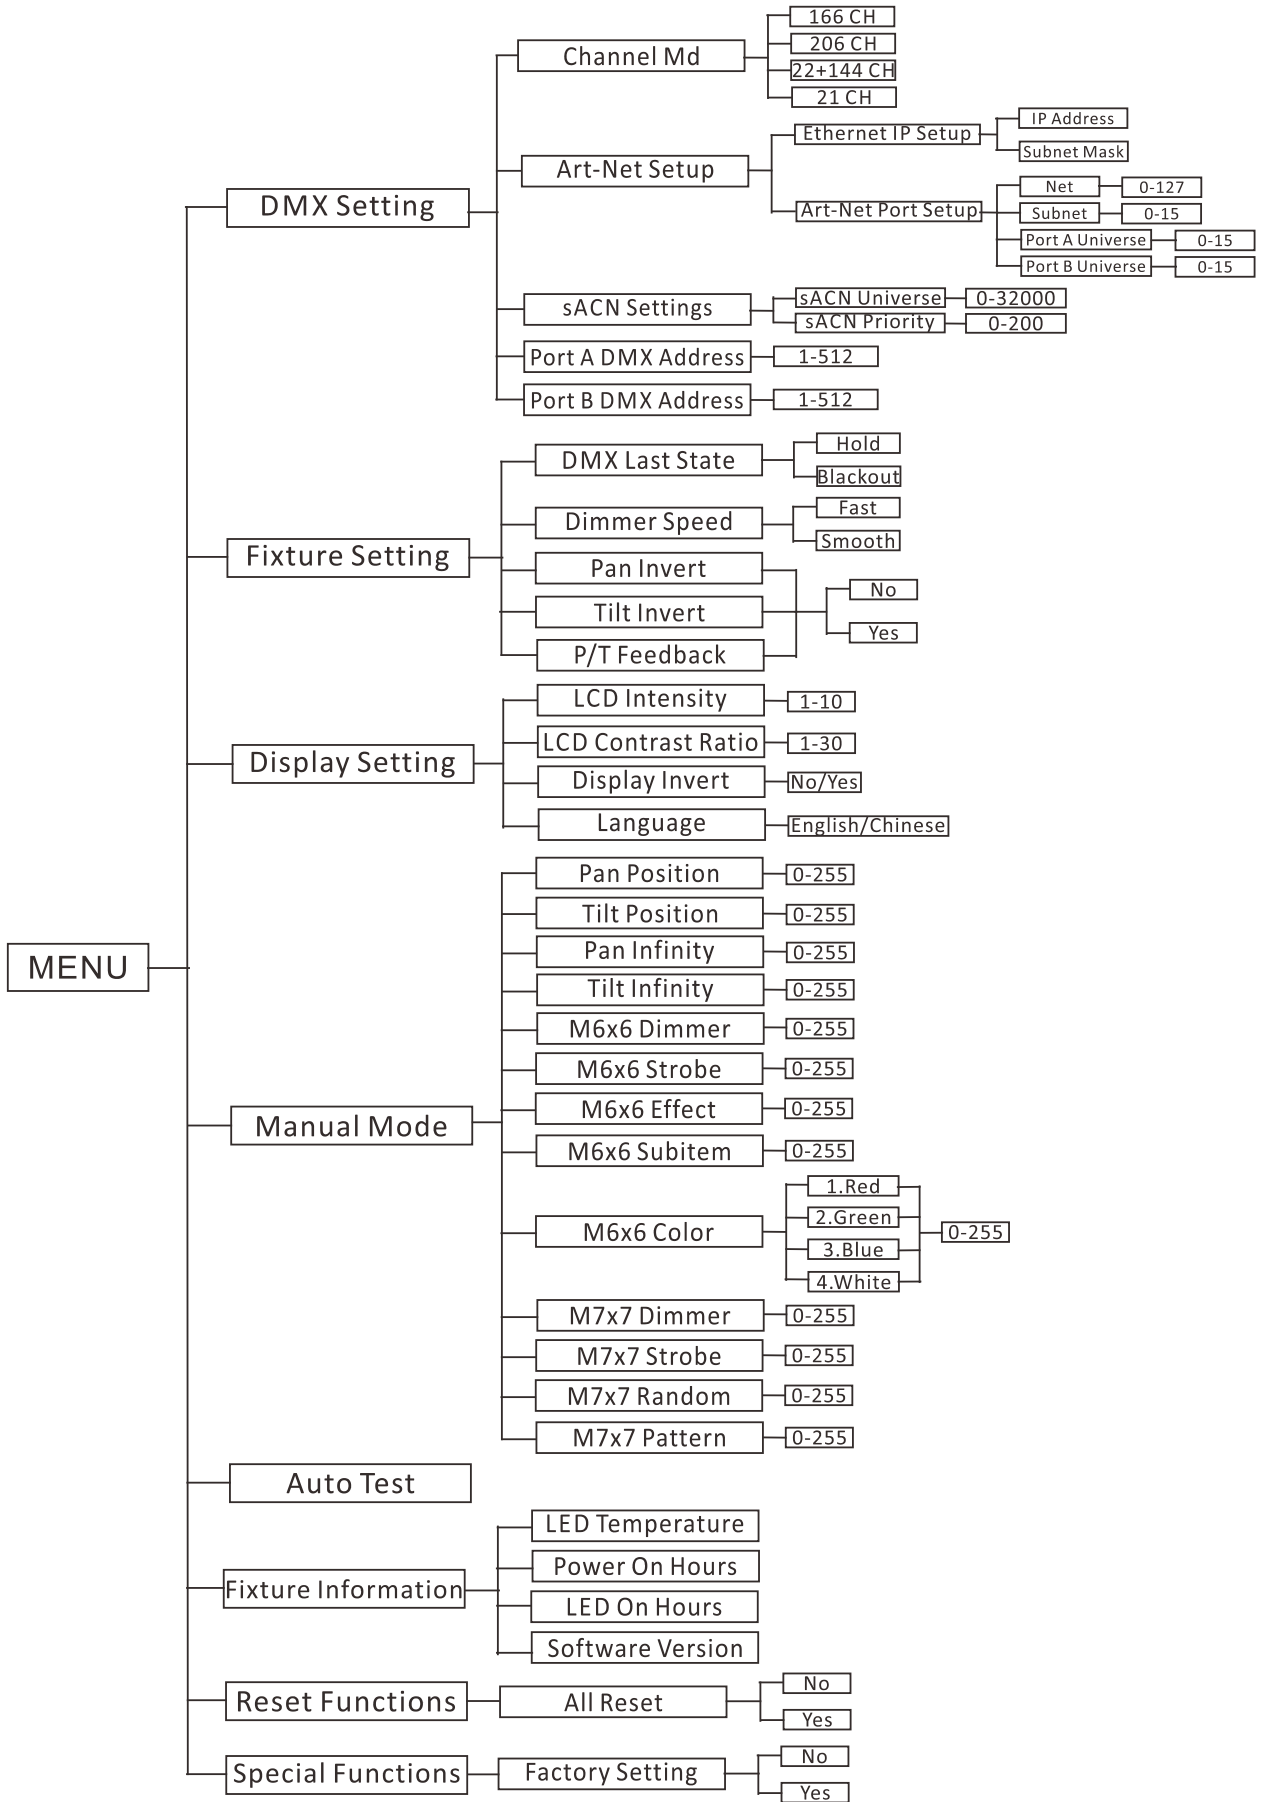 MENU
DMX Setting
Channel Md
166 CH
206 CH
22+144 CH
21 CH
Art-Net Setup
Ethernet IP Setup
IP Address
Subnet Mask
Art-Net Port Setup
Net
0-127
Subnet
0-15
Port A Universe
0-15
Port B Universe
0-15
sACN Settings
sACN Universe
0-32000
sACN Priority
0-200
Port A DMX Address
1-512
Port B DMX Address
1-512
Fixture Setting
DMX Last State
Hold
Blackout
Dimmer Speed
Fast
Smooth
Pan Invert
Tilt Invert
P/T Feedback
No
Yes
Display Setting
LCD Intensity
1-10
LCD Contrast Ratio
1-30
Display Invert
No/Yes
Language
English/Chinese
Manual Mode
Pan Position
0-255
Tilt Position
0-255
Pan Infinity
0-255
Tilt Infinity
0-255
M6x6 Dimmer
0-255
M6x6 Strobe
0-255
M6x6 Effect
0-255
M6x6 Subitem
0-255
M6x6 Color
1.Red
2.Green
3.Blue
4.White
0-255
M7x7 Dimmer
0-255
M7x7 Strobe
0-255
M7x7 Random
0-255
M7x7 Pattern
0-255
Auto Test
Fixture Information
LED Temperature
Power On Hours
LED On Hours
Software Version
Reset Functions
All Reset
No
Yes
Special Functions
Factory Setting
No
Yes